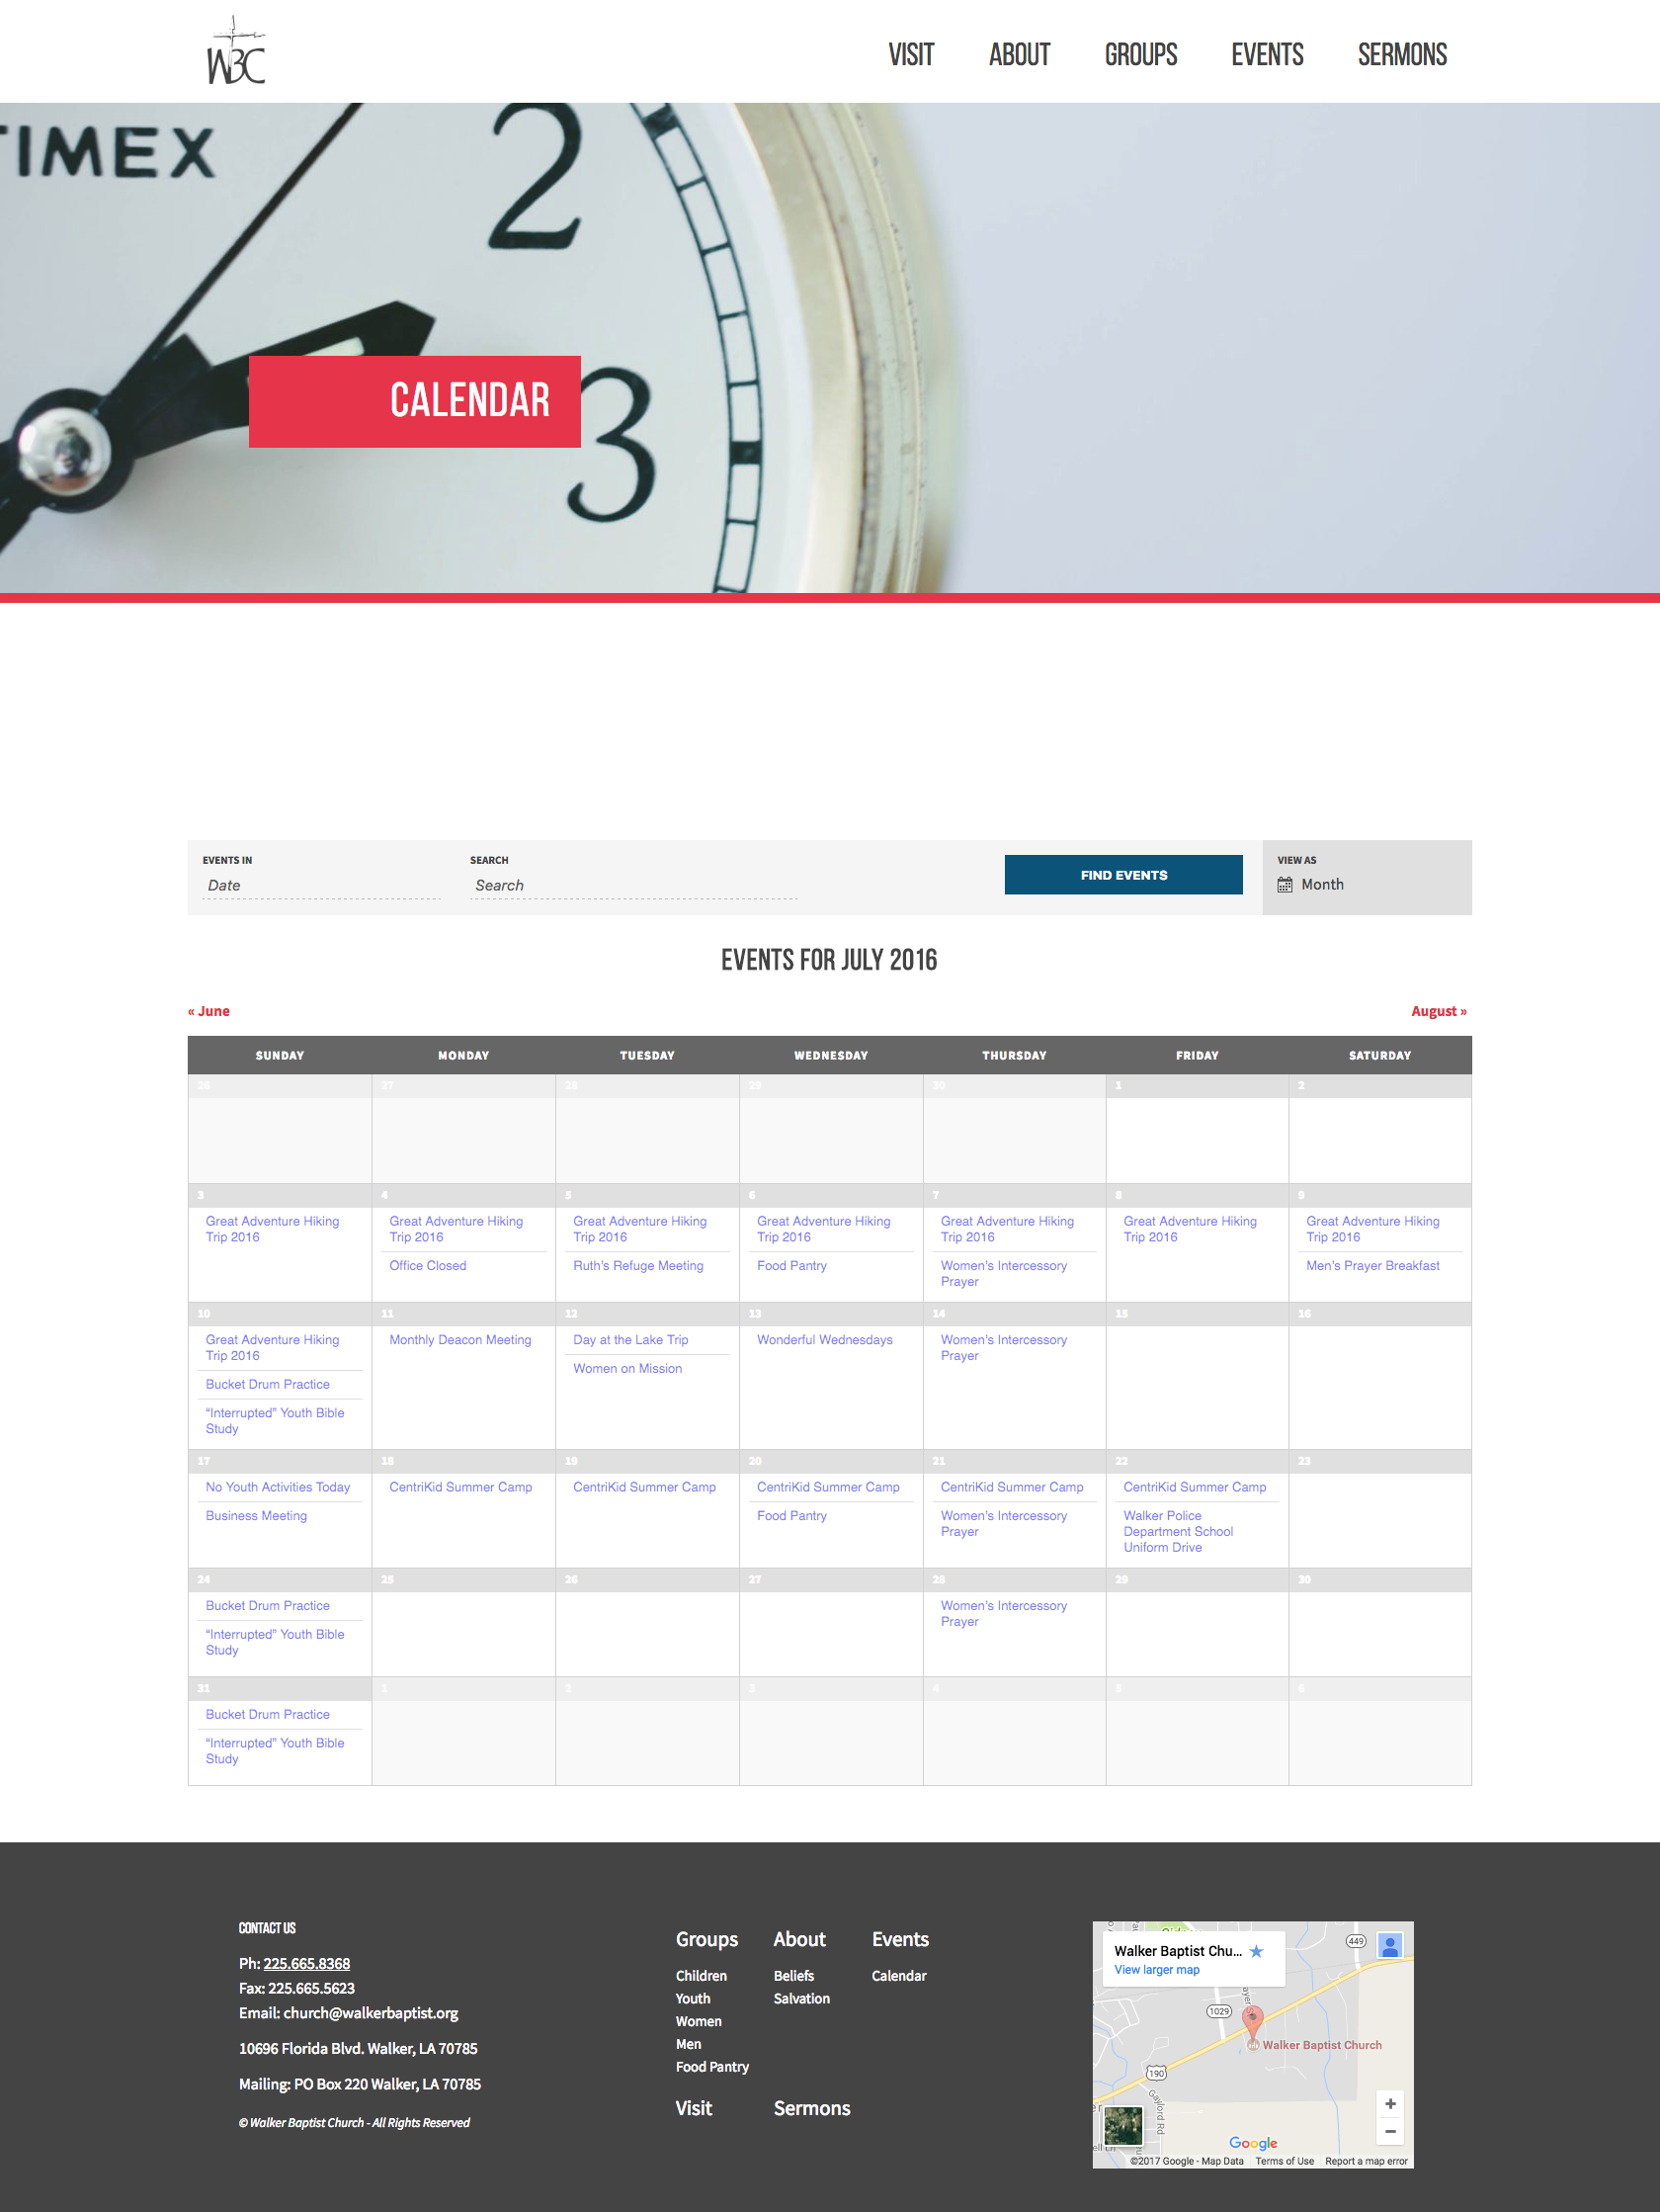 WBC
VISIT ABOUT GROUPS EVENTS SERMONS
TIMEX
2
CALENDAR
3
EVENTS IN SEARCH FIND EVENTS VIEW AS
Date Search Month
EVENTS FOR JULY 2016
« June August »
SUNDAY MONDAY TUESDAY WEDNESDAY THURSDAY FRIDAY SATURDAY
26 27 28 29 30 1 2
3 4 5 6 7 8 9
Great Adventure Hiking Great Adventure Hiking Great Adventure Hiking Great Adventure Hiking Great Adventure Hiking Great Adventure Hiking Great Adventure Hiking
Trip 2016 Trip 2016 Trip 2016 Trip 2016 Trip 2016 Trip 2016 Trip 2016
Office Closed Ruth’s Refuge Meeting Food Pantry Women’s Intercessory Men’s Prayer Breakfast
Prayer
10 11 12 13 14 15 16
Great Adventure Hiking Monthly Deacon Meeting Day at the Lake Trip Wonderful Wednesdays Women’s Intercessory
Trip 2016 Women on Mission Prayer
Bucket Drum Practice
“Interrupted” Youth Bible
Study
17 18 19 20 21 22 23
No Youth Activities Today CentriKid Summer Camp CentriKid Summer Camp CentriKid Summer Camp CentriKid Summer Camp CentriKid Summer Camp
Business Meeting Food Pantry Women’s Intercessory Walker Police
Prayer Department School
Uniform Drive
24 25 26 27 28 29 30
Bucket Drum Practice Women’s Intercessory
“Interrupted” Youth Bible Prayer
Study
31 1 2 3 4 5 6
Bucket Drum Practice
“Interrupted” Youth Bible
Study
CONTACT US
Ph: 225.665.8368
Fax: 225.665.5623
Email: church@walkerbaptist.org
10696 Florida Blvd. Walker, LA 70785
Mailing: PO Box 220 Walker, LA 70785
© Walker Baptist Church - All Rights Reserved
Groups About Events
Children Beliefs Calendar
Youth Salvation
Women
Men
Food Pantry
Visit Sermons
Walker Baptist Chu...
View larger map
449
1029
Walker Baptist Church
190
Gaylord Rd
+
−
Google
©2017 Google - Map Data Terms of Use Report a map error